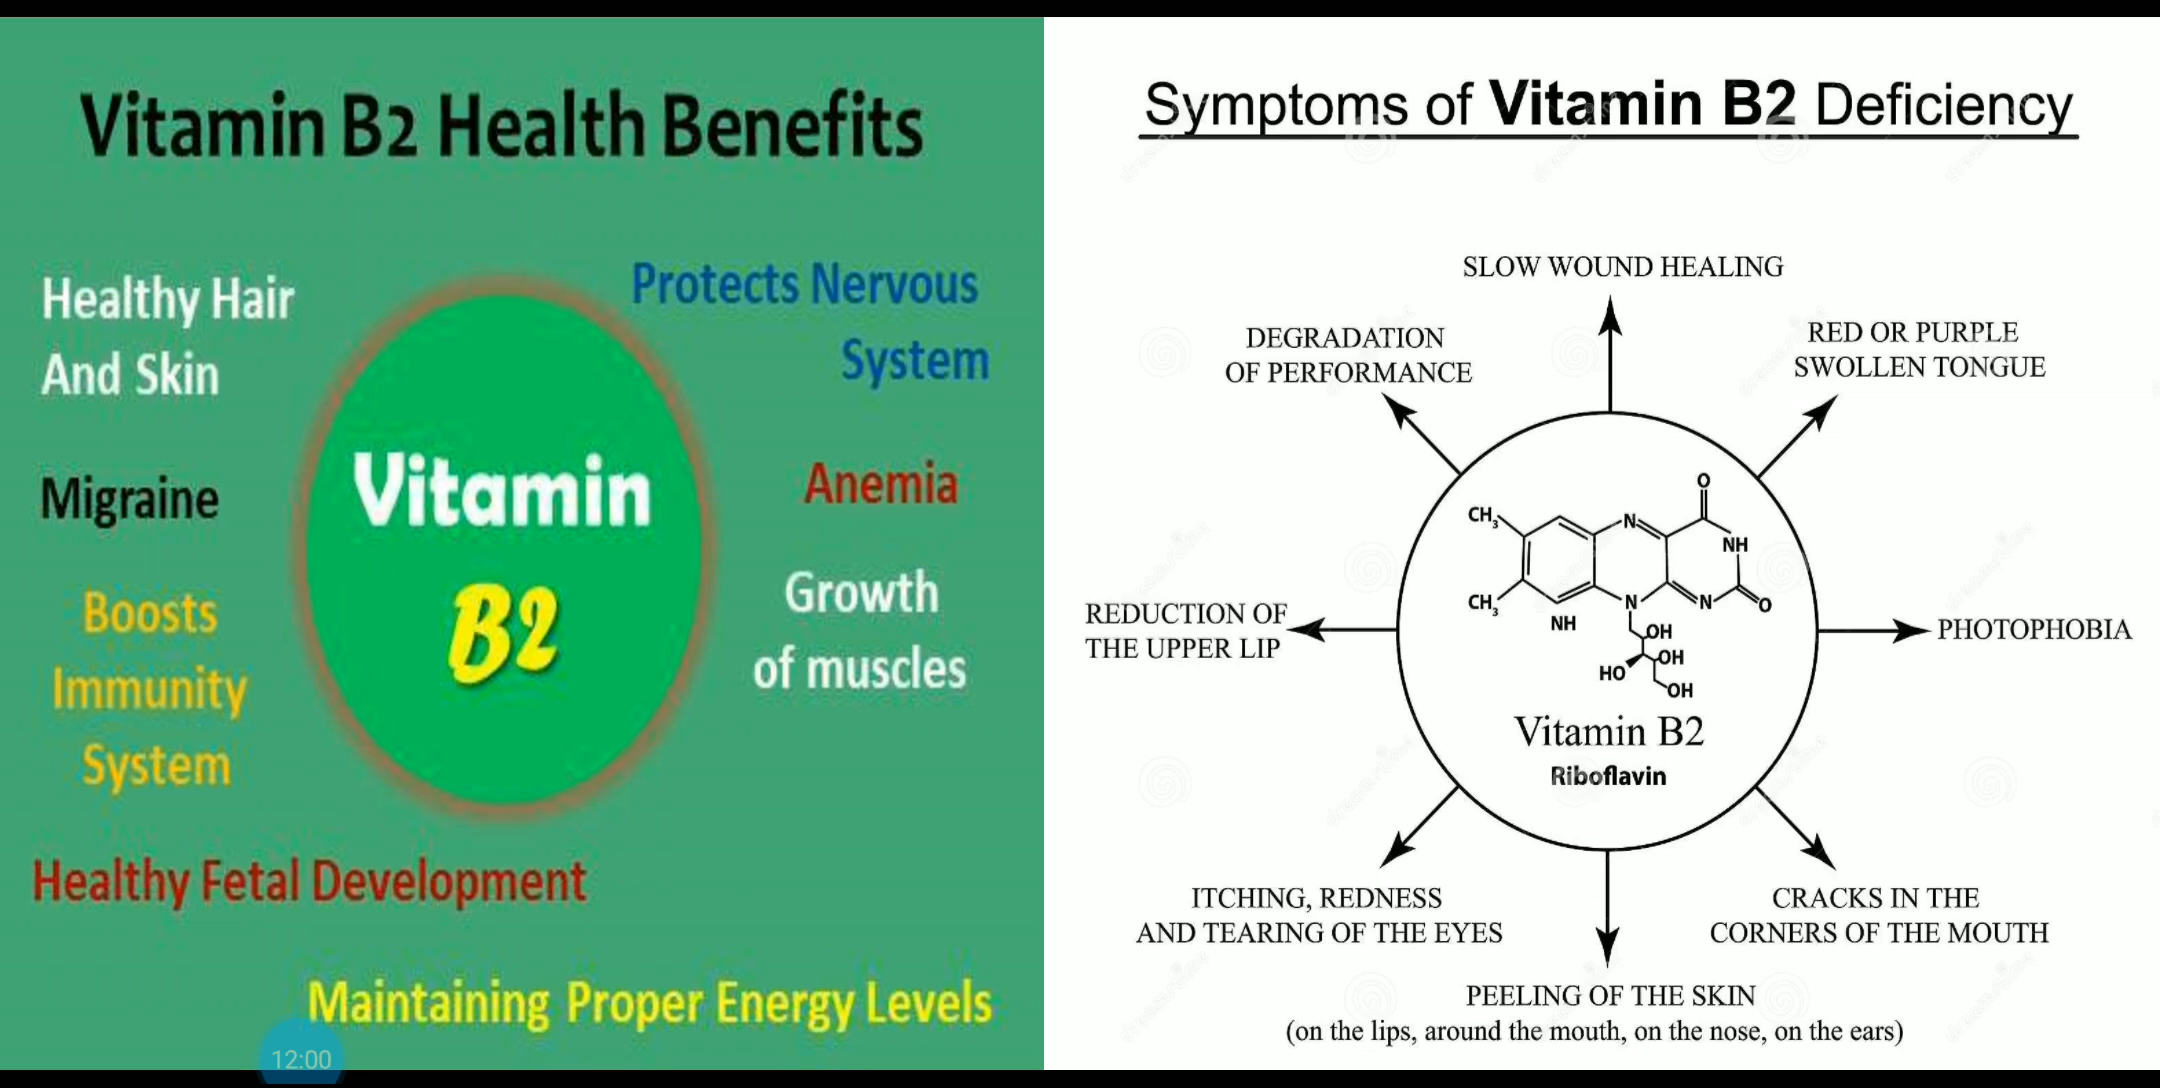 Vitamin B2 Health Benefits
Healthy Hair
And Skin
Protects Nervous
System
Migraine
Anemia
Vitamin
B2
Boosts
Immunity
System
Growth
of muscles
Healthy Fetal Development
Maintaining Proper Energy Levels
12:00
Symptoms of Vitamin B2 Deficiency
SLOW WOUND HEALING
DEGRADATION
OF PERFORMANCE
RED OR PURPLE
SWOLLEN TONGUE
REDUCTION OF
THE UPPER LIP
PHOTOPHOBIA
O
CH3
N
NH
CH3
NH
N
N
O
OH
OH
HO
OH
Vitamin B2
Riboflavin
ITCHING, REDNESS
AND TEARING OF THE EYES
CRACKS IN THE
CORNERS OF THE MOUTH
PEELING OF THE SKIN
(on the lips, around the mouth, on the nose, on the ears)